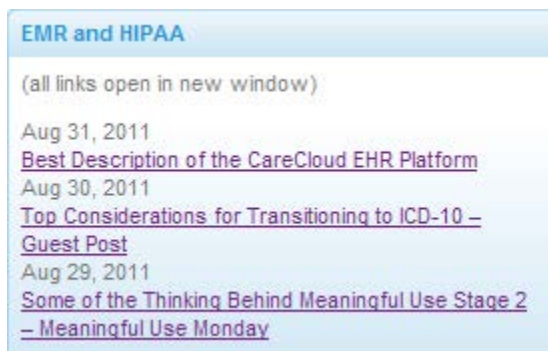 EMR and HIPAA
(all links open in new window)
Aug 31, 2011
Best Description of the CareCloud EHR Platform
Aug 30, 2011
Top Considerations for Transitioning to ICD-10 –
Guest Post
Aug 29, 2011
Some of the Thinking Behind Meaningful Use Stage 2
– Meaningful Use Monday